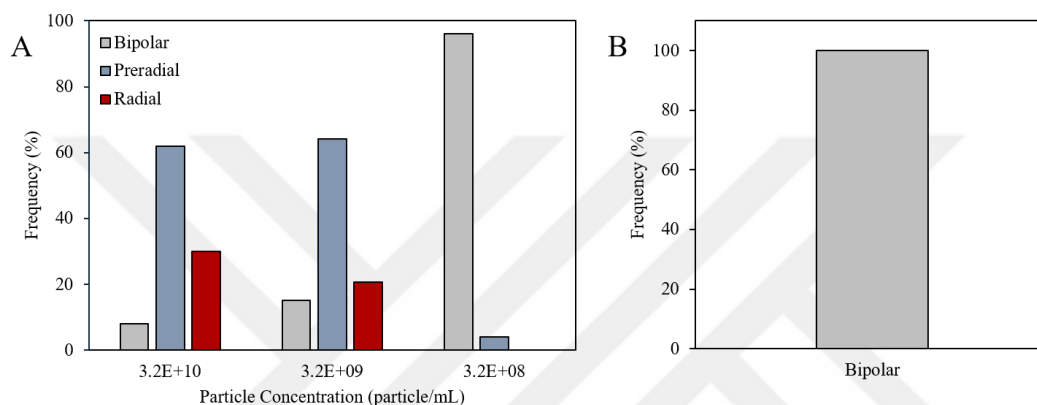 A
Bipolar
Preradial
Radial
Frequency (%)
100
80
60
40
20
0
3.2E+10 3.2E+09 3.2E+08
Particle Concentration (particle/mL)
B
Frequency (%)
100
80
60
40
20
0
Bipolar